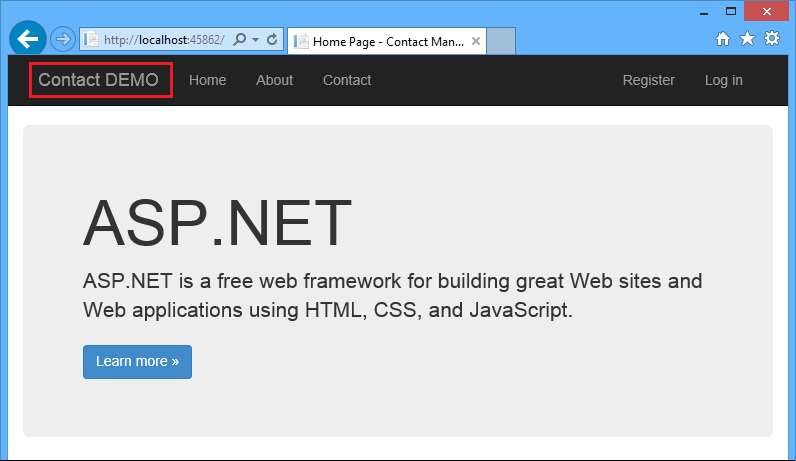 http://localhost:45862/
Home Page - Contact Man...
Contact DEMO Home About Contact Register Log in
ASP.NET
ASP.NET is a free web framework for building great Web sites and
Web applications using HTML, CSS, and JavaScript.
Learn more »